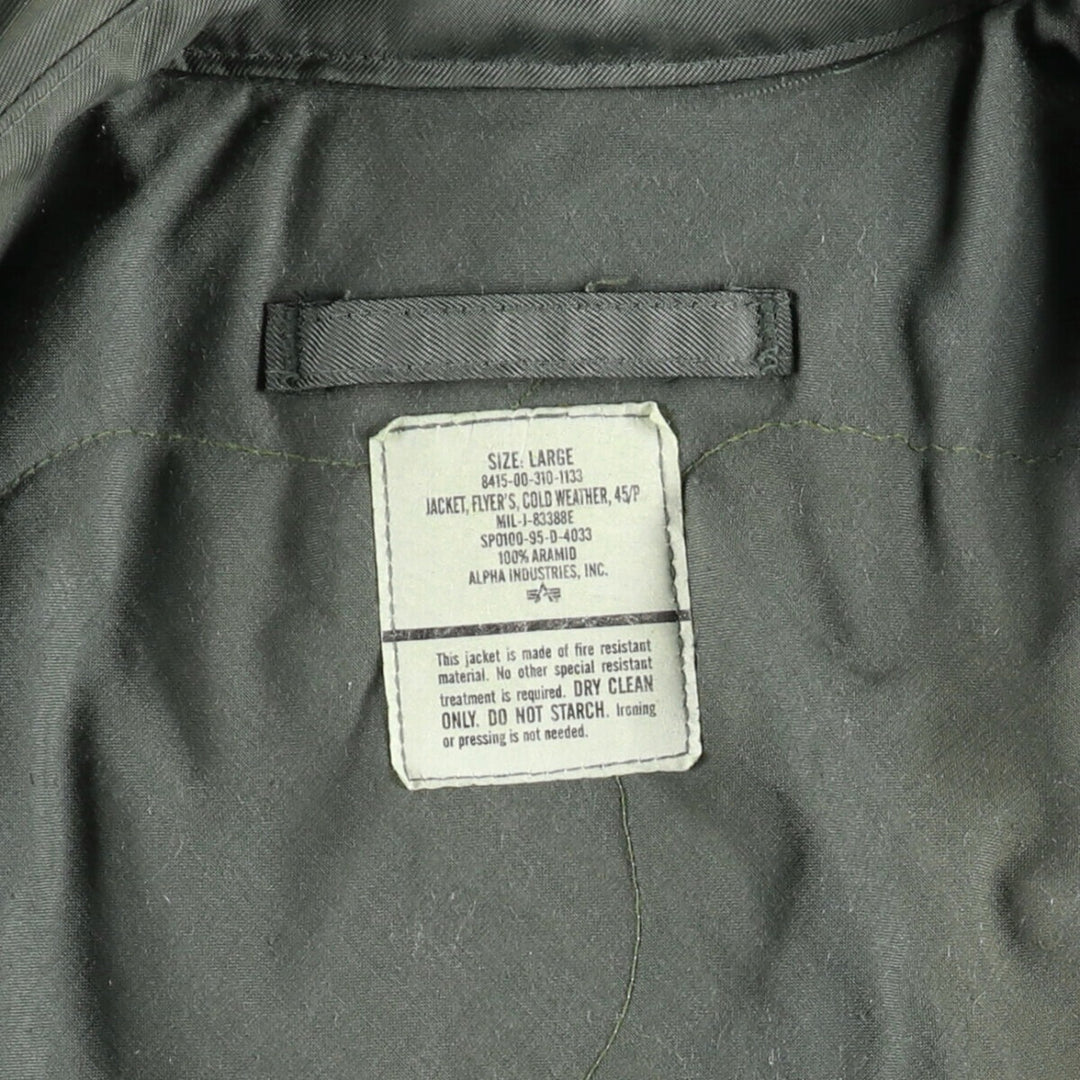 SIZE: LARGE
8415-00-310-1133
JACKET, FLYER'S, COLD WEATHER, 45/P
MIL-J-83388E
SP0100-95-D-4033
100% ARAMID
ALPHA INDUSTRIES, INC.
This jacket is made of fire resistant
material. No other special resistant
treatment is required. DRY CLEAN
ONLY. DO NOT STARCH. Ironing
or pressing is not needed.